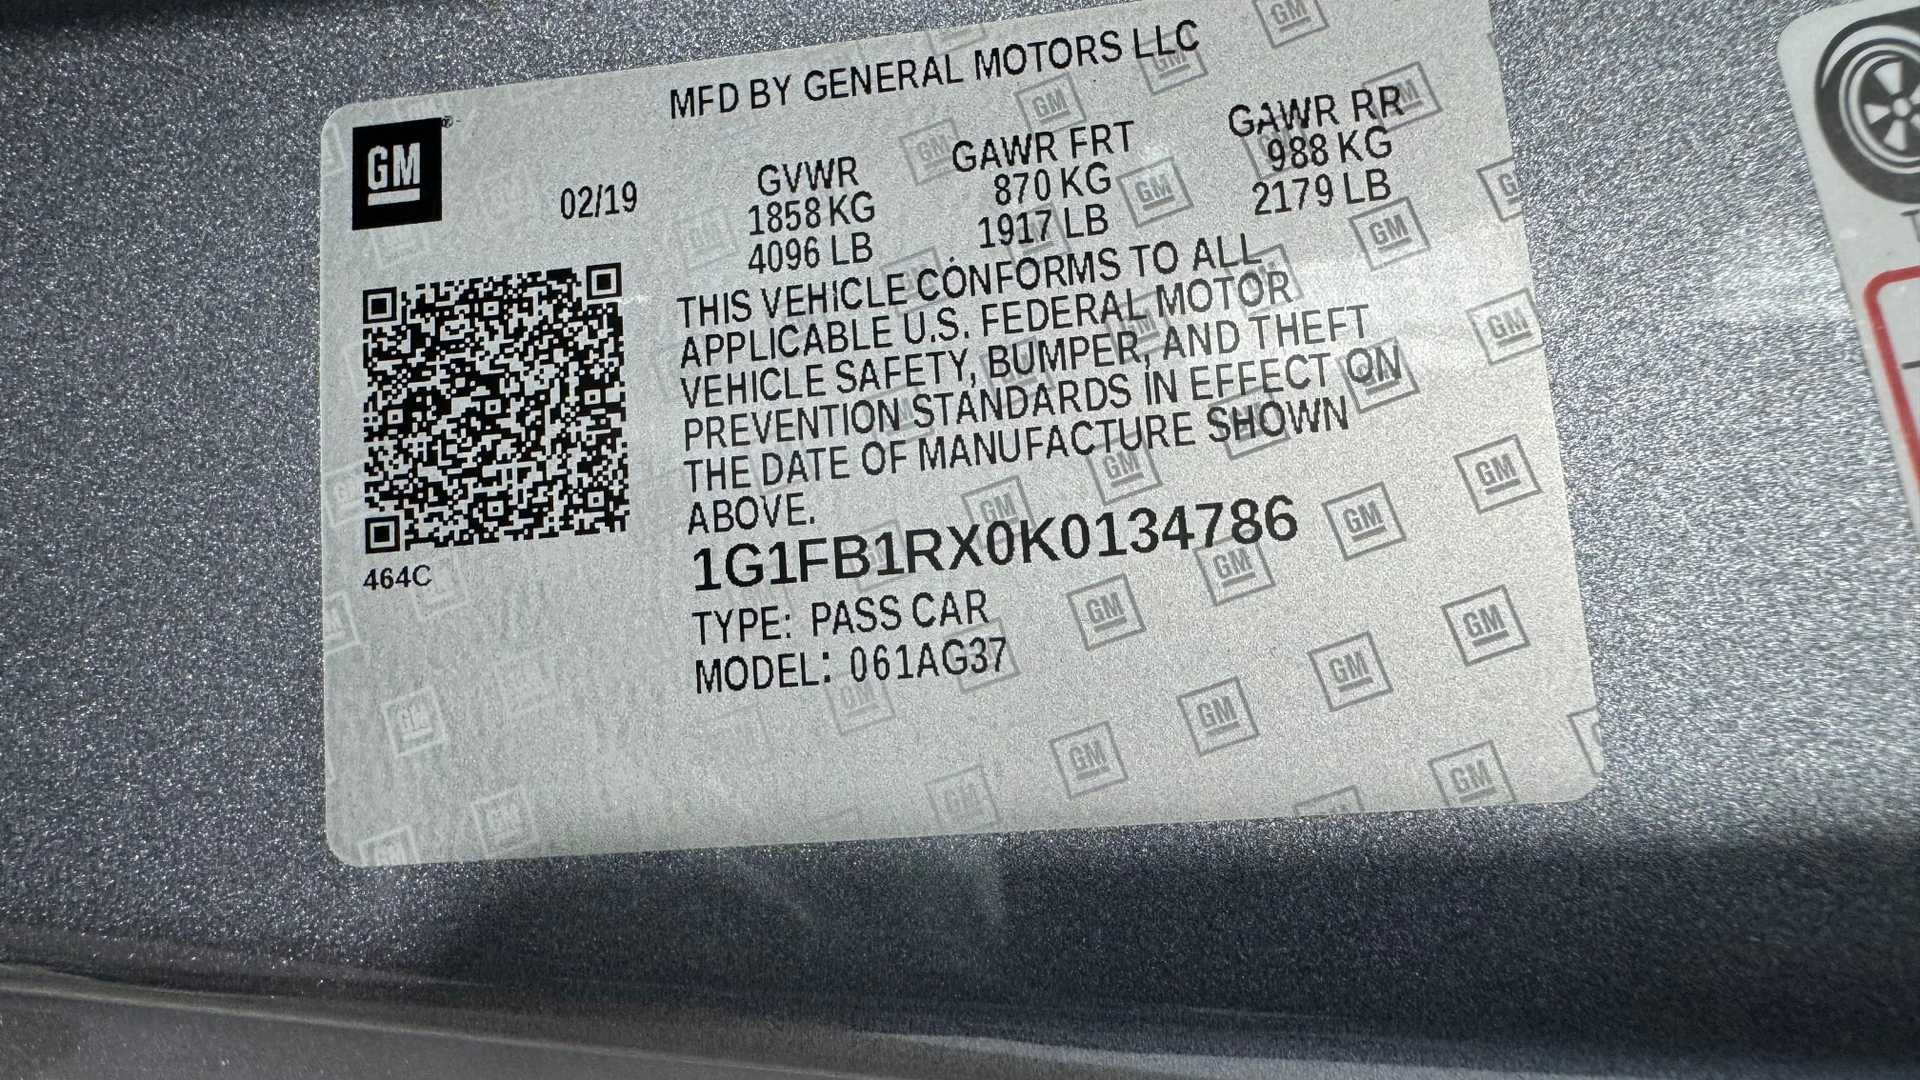 MFD BY GENERAL MOTORS LLC
GM
02/19
GVWR
1858 KG
4096 LB
GAWR FRT
870 KG
1917 LB
GAWR RR
988 KG
2179 LB
THIS VEHICLE CONFORMS TO ALL
APPLICABLE U.S. FEDERAL MOTOR
VEHICLE SAFETY, BUMPER, AND THEFT
PREVENTION STANDARDS IN EFFECT ON
THE DATE OF MANUFACTURE SHOWN
ABOVE.
464C
1G1FB1RX0K0134786
TYPE: PASS CAR
MODEL: 061AG37